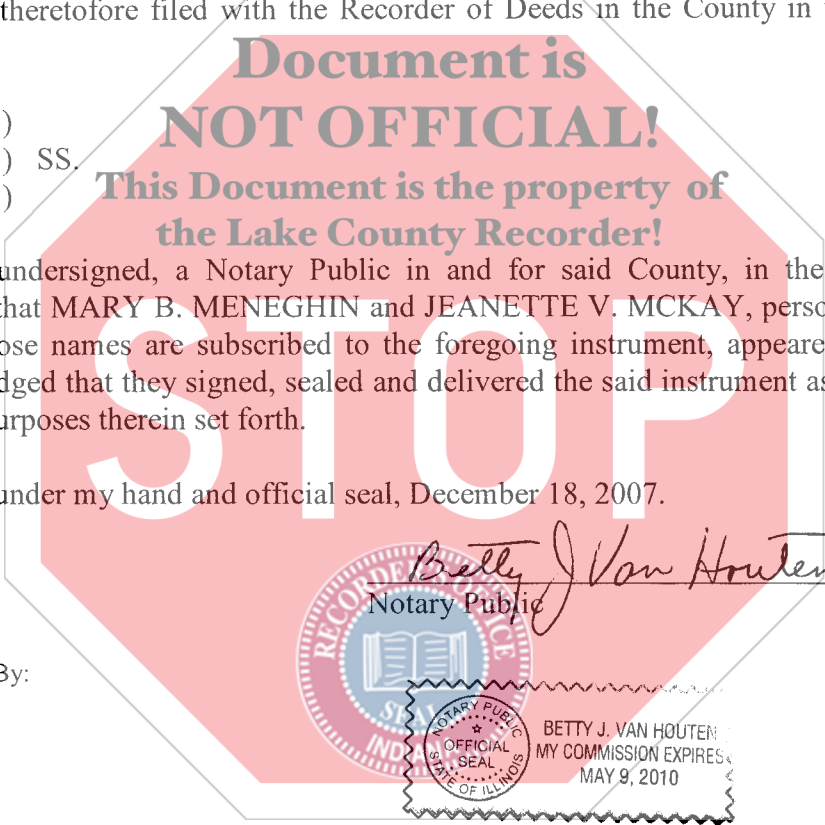 theretofore filed with the Recorder of Deeds in the County in
Document is
NOT OFFICIAL!
)
) SS.
This Document is the property of
)
the Lake County Recorder!
undersigned, a Notary Public in and for said County, in the
that MARY B. MENEGHIN and JEANETTE V. MCKAY, perso
ose names are subscribed to the foregoing instrument, appeare
dged that they signed, sealed and delivered the said instrument as
urposes therein set forth.
STOP
under my hand and official seal, December 18, 2007.
Betty J Van Houten
Notary Public
RECORDER'S OFFICE
SEAL
INDIANA
By:
NOTARY PUBLIC
OFFICIAL
SEAL
STATE OF ILLINOIS
BETTY J. VAN HOUTEN
MY COMMISSION EXPIRES
MAY 9, 2010